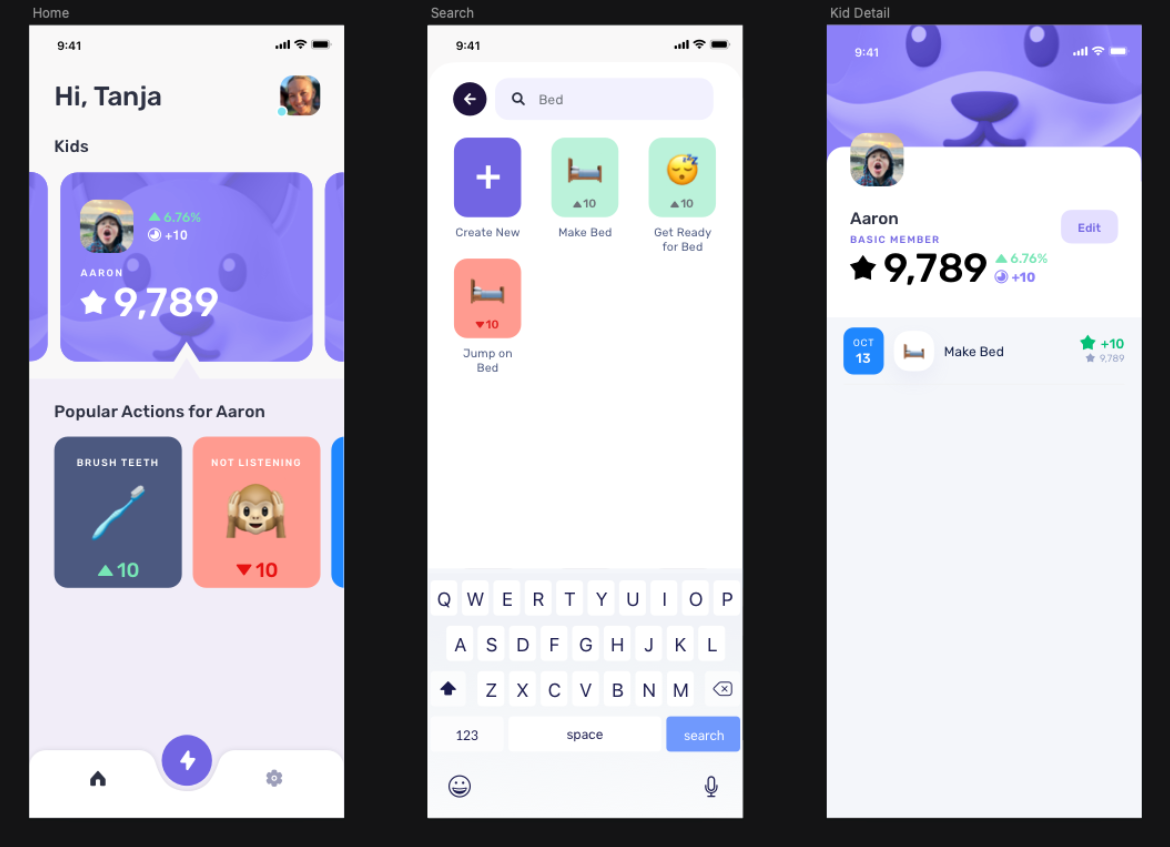 Home
9:41
Hi, Tanja
Kids
6.76%
+10
AARON
9,789
Popular Actions for Aaron
BRUSH TEETH
10
NOT LISTENING
10
Search
9:41
Bed
Create New
10
Make Bed
10
Get Ready
for Bed
10
Jump on
Bed
Q W E R T Y U I O P
A S D F G H J K L
Z X C V B N M
123 space search
Kid Detail
9:41
Aaron
BASIC MEMBER
9,789
6.76%
+10
Edit
OCT
13
Make Bed
+10
9,789